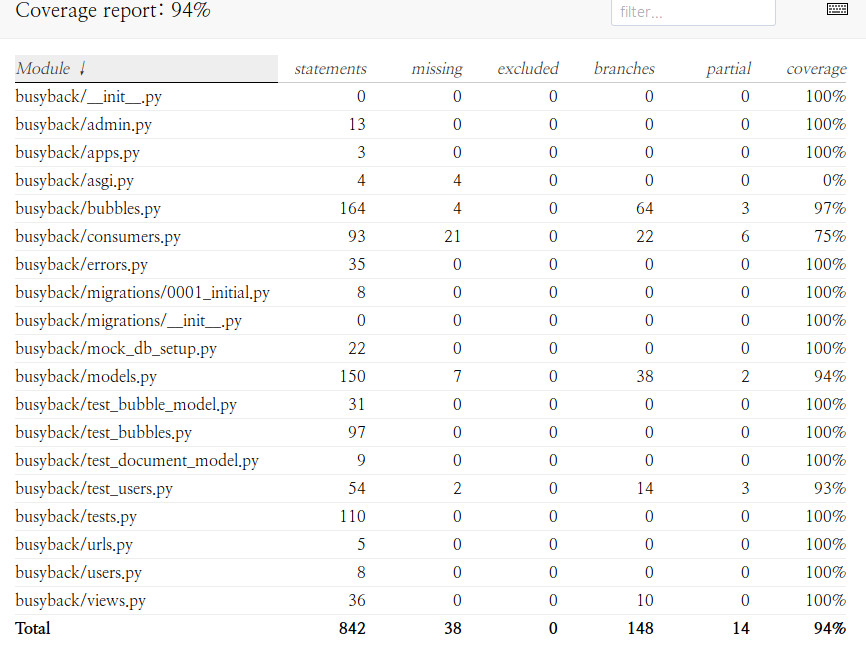 Coverage report: 94%
filter...
Module ↓ statements missing excluded branches partial coverage
busyback/__init__.py 0 0 0 0 0 100%
busyback/admin.py 13 0 0 0 0 100%
busyback/apps.py 3 0 0 0 0 100%
busyback/asgi.py 4 4 0 0 0 0%
busyback/bubbles.py 164 4 0 64 3 97%
busyback/consumers.py 93 21 0 22 6 75%
busyback/errors.py 35 0 0 0 0 100%
busyback/migrations/0001_initial.py 8 0 0 0 0 100%
busyback/migrations/__init__.py 0 0 0 0 0 100%
busyback/mock_db_setup.py 22 0 0 0 0 100%
busyback/models.py 150 7 0 38 2 94%
busyback/test_bubble_model.py 31 0 0 0 0 100%
busyback/test_bubbles.py 97 0 0 0 0 100%
busyback/test_document_model.py 9 0 0 0 0 100%
busyback/test_users.py 54 2 0 14 3 93%
busyback/tests.py 110 0 0 0 0 100%
busyback/urls.py 5 0 0 0 0 100%
busyback/users.py 8 0 0 0 0 100%
busyback/views.py 36 0 0 10 0 100%
Total 842 38 0 148 14 94%